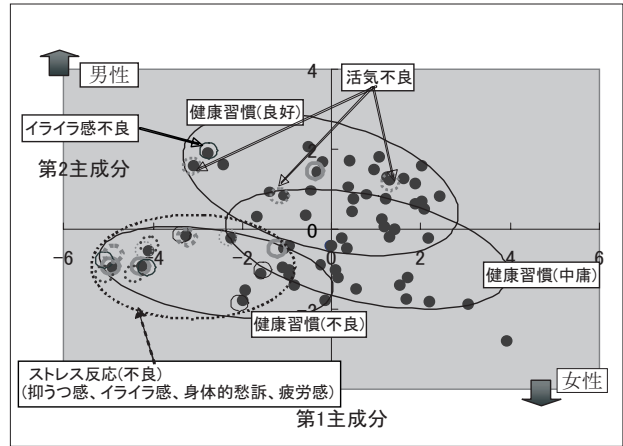 男性
4
活気不良
健康習慣(良好)
イライラ感不良
2
第2主成分
0
-6
-4
-2
0
2
4
6
健康習慣(中庸)
健康習慣(不良)
-2
ストレス反応(不良)
(抑うつ感、イライラ感、身体的愁訴、疲労感)
女性
第1主成分